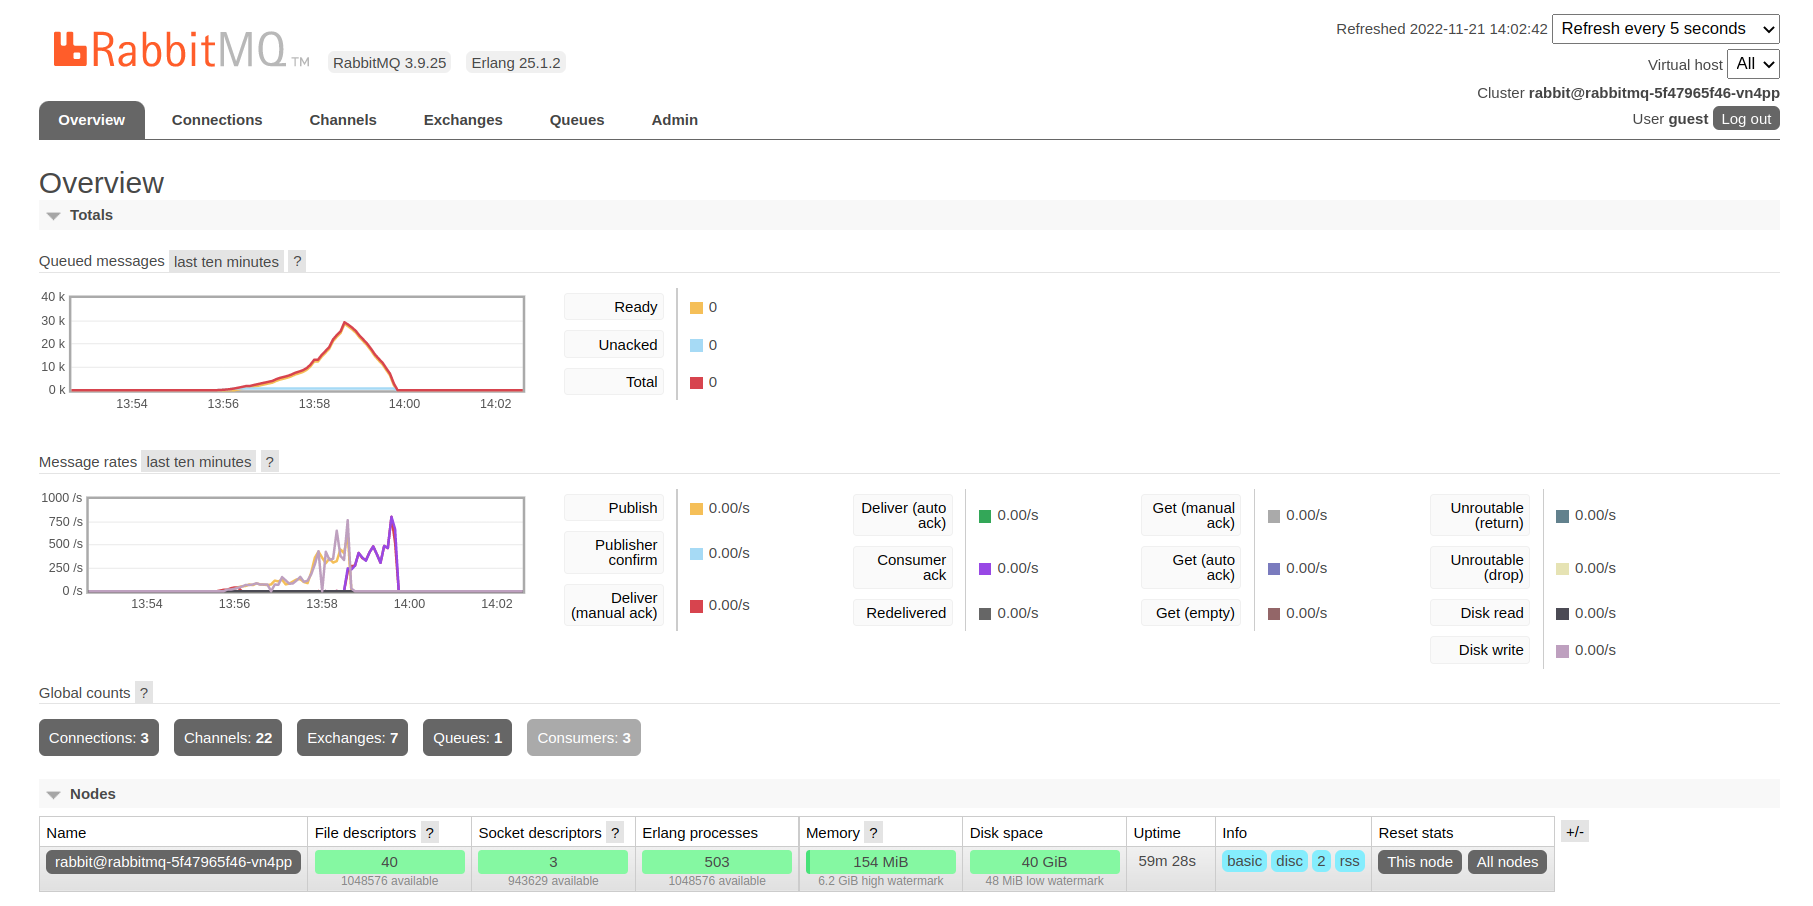 RabbitMQ TM RabbitMQ 3.9.25 Erlang 25.1.2
Refreshed 2022-11-21 14:02:42 Refresh every 5 seconds
Virtual host All
Cluster rabbit@rabbitmq-5f47965f46-vn4pp
User guest Log out
Overview Connections Channels Exchanges Queues Admin
Overview
Totals
Queued messages last ten minutes ?
40 k
30 k
20 k
10 k
0 k
13:54 13:56 13:58 14:00 14:02
Ready 0
Unacked 0
Total 0
Message rates last ten minutes ?
1000 /s
750 /s
500 /s
250 /s
0 /s
13:54 13:56 13:58 14:00 14:02
Publish 0.00/s
Publisher
confirm 0.00/s
Deliver
(manual ack) 0.00/s
Deliver (auto
ack) 0.00/s
Consumer
ack 0.00/s
Redelivered 0.00/s
Get (manual
ack) 0.00/s
Get (auto
ack) 0.00/s
Get (empty) 0.00/s
Unroutable
(return) 0.00/s
Unroutable
(drop) 0.00/s
Disk read 0.00/s
Disk write 0.00/s
Global counts ?
Connections: 3 Channels: 22 Exchanges: 7 Queues: 1 Consumers: 3
Nodes
Name File descriptors ? Socket descriptors ? Erlang processes Memory ? Disk space Uptime Info Reset stats +/-
rabbit@rabbitmq-5f47965f46-vn4pp 40 3 503 154 MiB 40 GiB 59m 28s basic disc 2 rss This node All nodes
1048576 available 943629 available 1048576 available 6.2 GiB high watermark 48 MiB low watermark